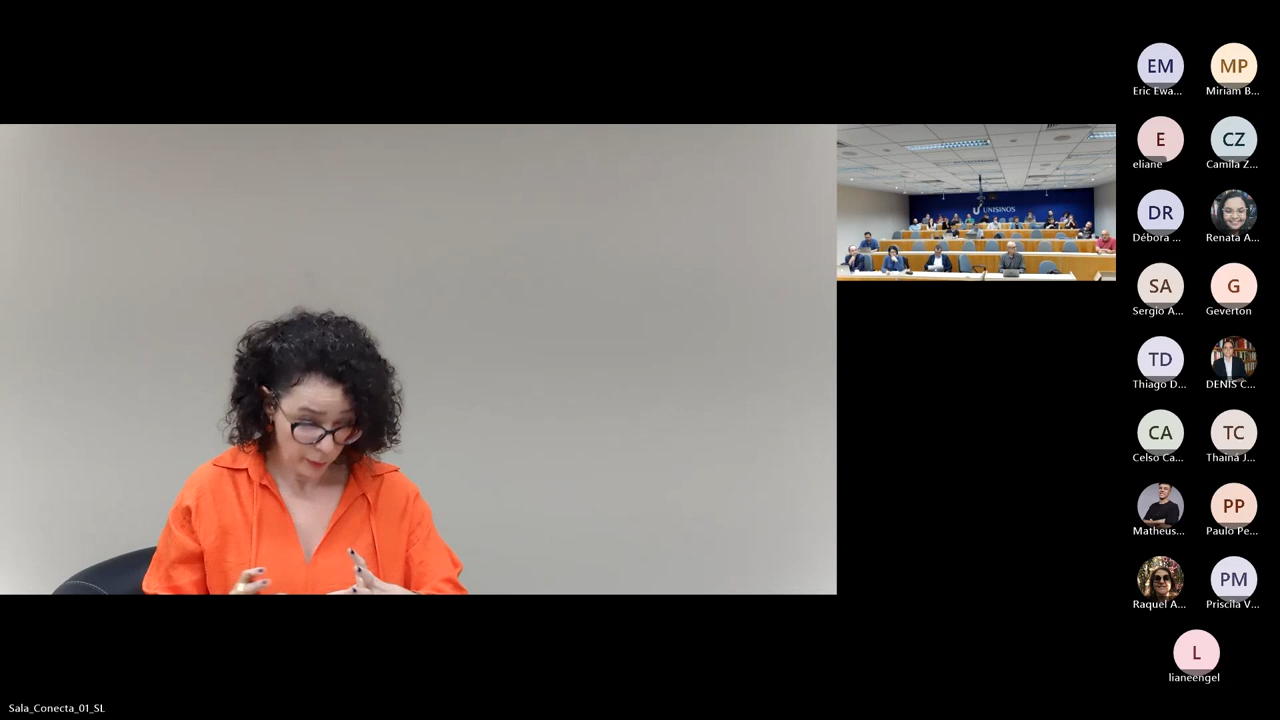 UNISINOS
EM MP
Eric Ewa... Miriam B...
E CZ
eliane Camila Z...
DR
Débora ... Renata A...
SA G
Sergio A... Geverton
TD
Thiago D... DENIS C...
CA TC
Celso Ca... Thainá J...
PP
Matheus... Paulo Pe...
PM
Raquel A... Priscila V...
L
lianeengel
Sala_Conecta_01_SL